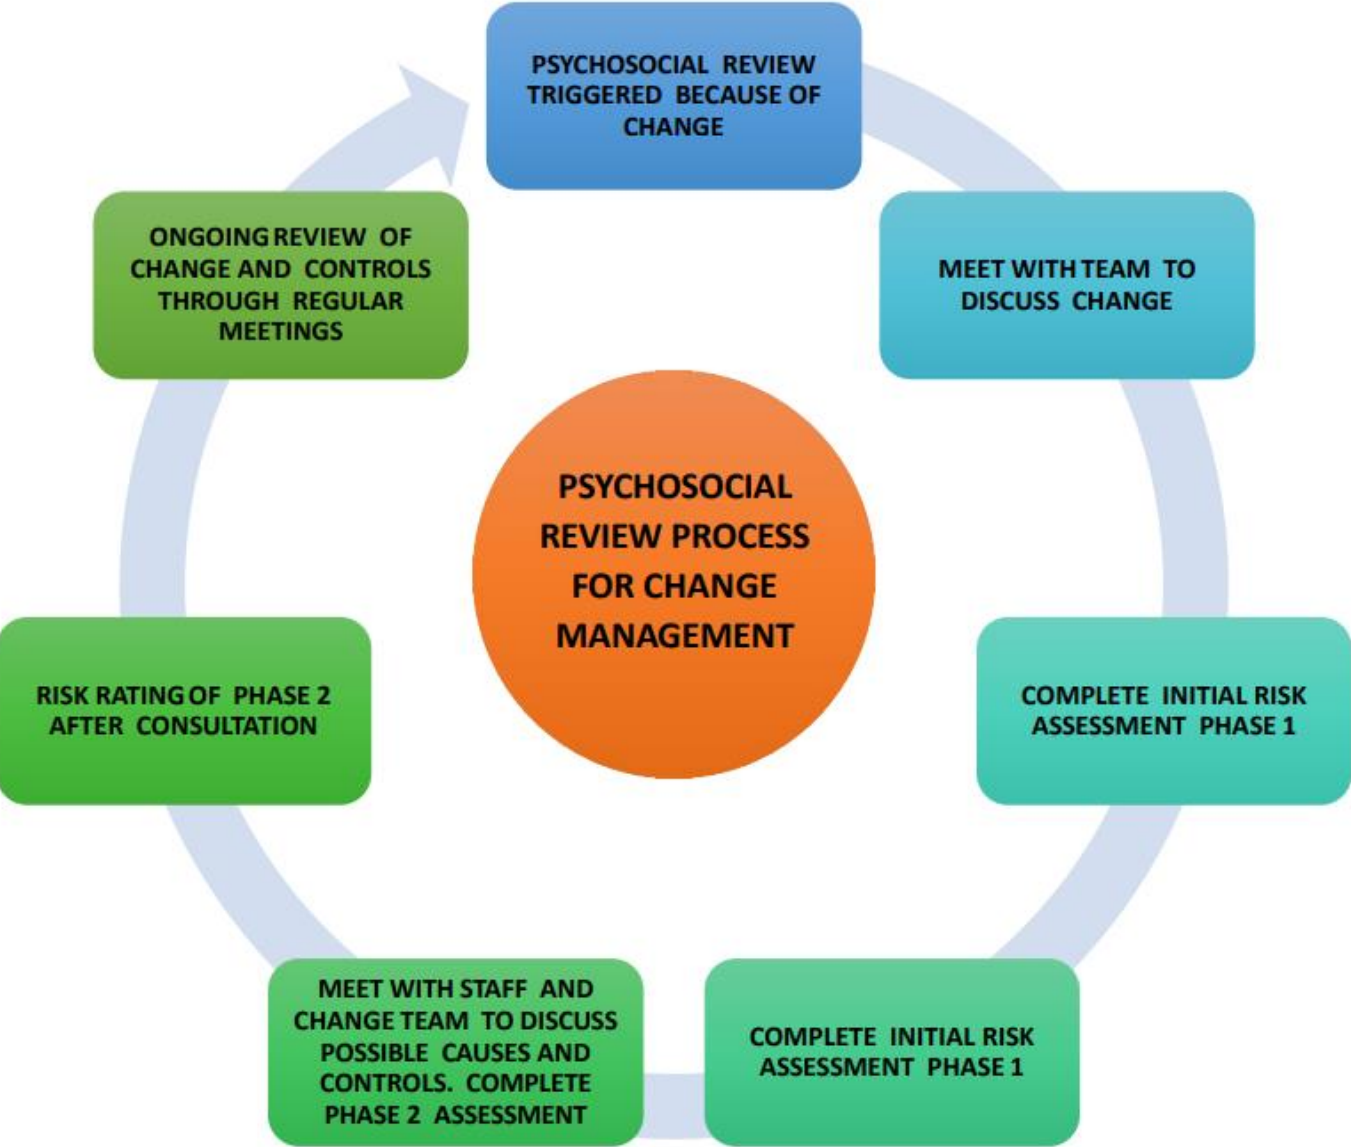 PSYCHOSOCIAL REVIEW
TRIGGERED BECAUSE OF
CHANGE
MEET WITH TEAM TO
DISCUSS CHANGE
COMPLETE INITIAL RISK
ASSESSMENT PHASE 1
COMPLETE INITIAL RISK
ASSESSMENT PHASE 1
MEET WITH STAFF AND
CHANGE TEAM TO DISCUSS
POSSIBLE CAUSES AND
CONTROLS. COMPLETE
PHASE 2 ASSESSMENT
RISK RATING OF PHASE 2
AFTER CONSULTATION
ONGOING REVIEW OF
CHANGE AND CONTROLS
THROUGH REGULAR
MEETINGS
PSYCHOSOCIAL
REVIEW PROCESS
FOR CHANGE
MANAGEMENT